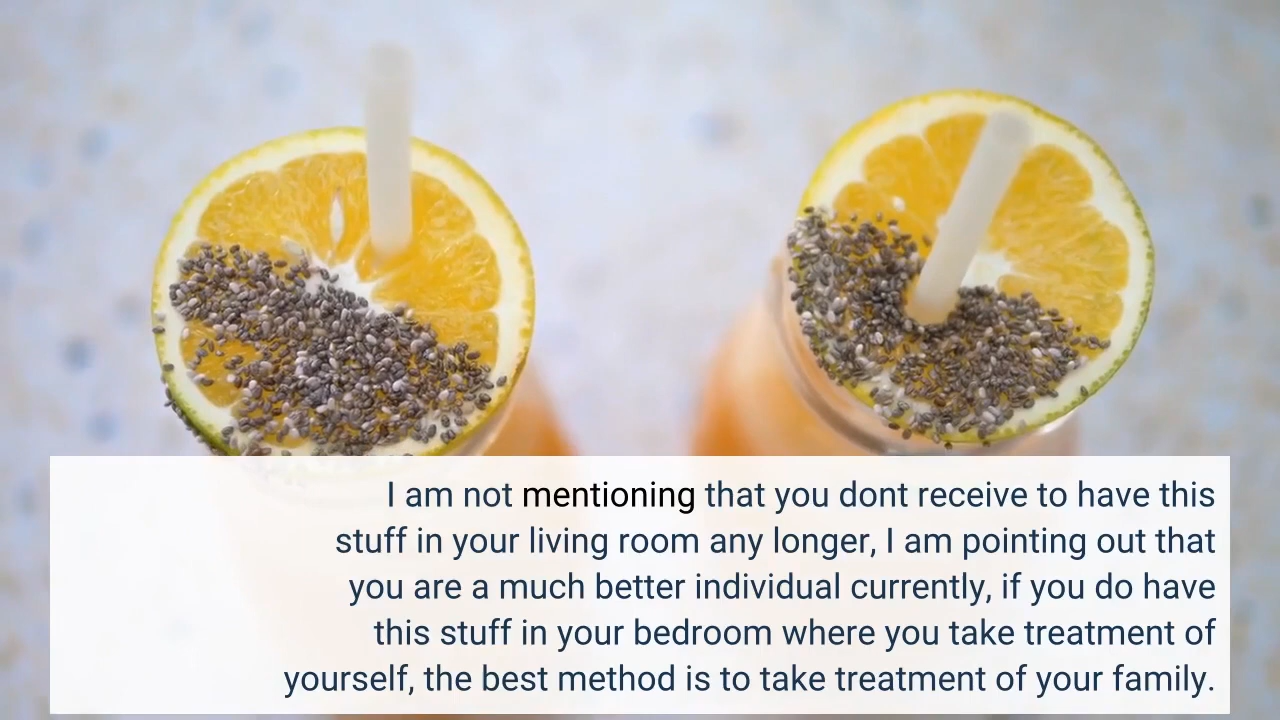 I am not mentioning that you dont receive to have this
stuff in your living room any longer, I am pointing out that
you are a much better individual currently, if you do have
this stuff in your bedroom where you take treatment of
yourself, the best method is to take treatment of your family.